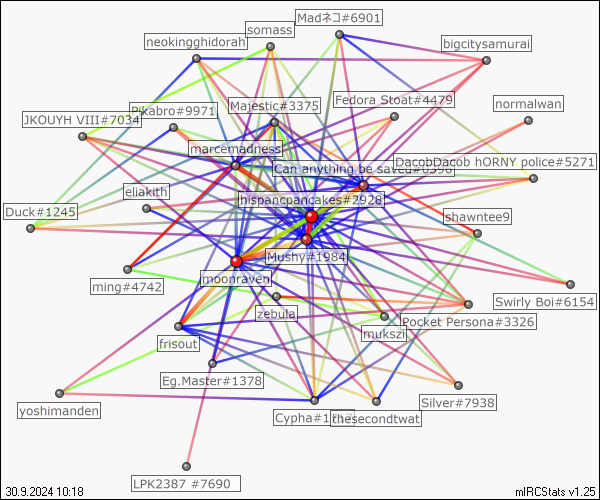 Madネコ#6901
somass
neokingghidorah
bigcitysamurai
Fedora Stoat#4479
Majestic#3375
Pikabro#9971
normalwan
JKOUYH VIII#7034
marcemadness
DacobDacob hORNY police#5271
Can anything be saved
eliakith
hispancpancakes#2928
Duck#1245
shawntee9
Mushy#1984
moonraven
ming#4742
Swirly Boi#6154
zebula
Pocket Persona#3326
mukszi
frisout
Eg.Master#1378
Silver#7938
yoshimanden
thesecondtwat
LPK2387 #7690
30.9.2024 10:18
mIRCStats v1.25